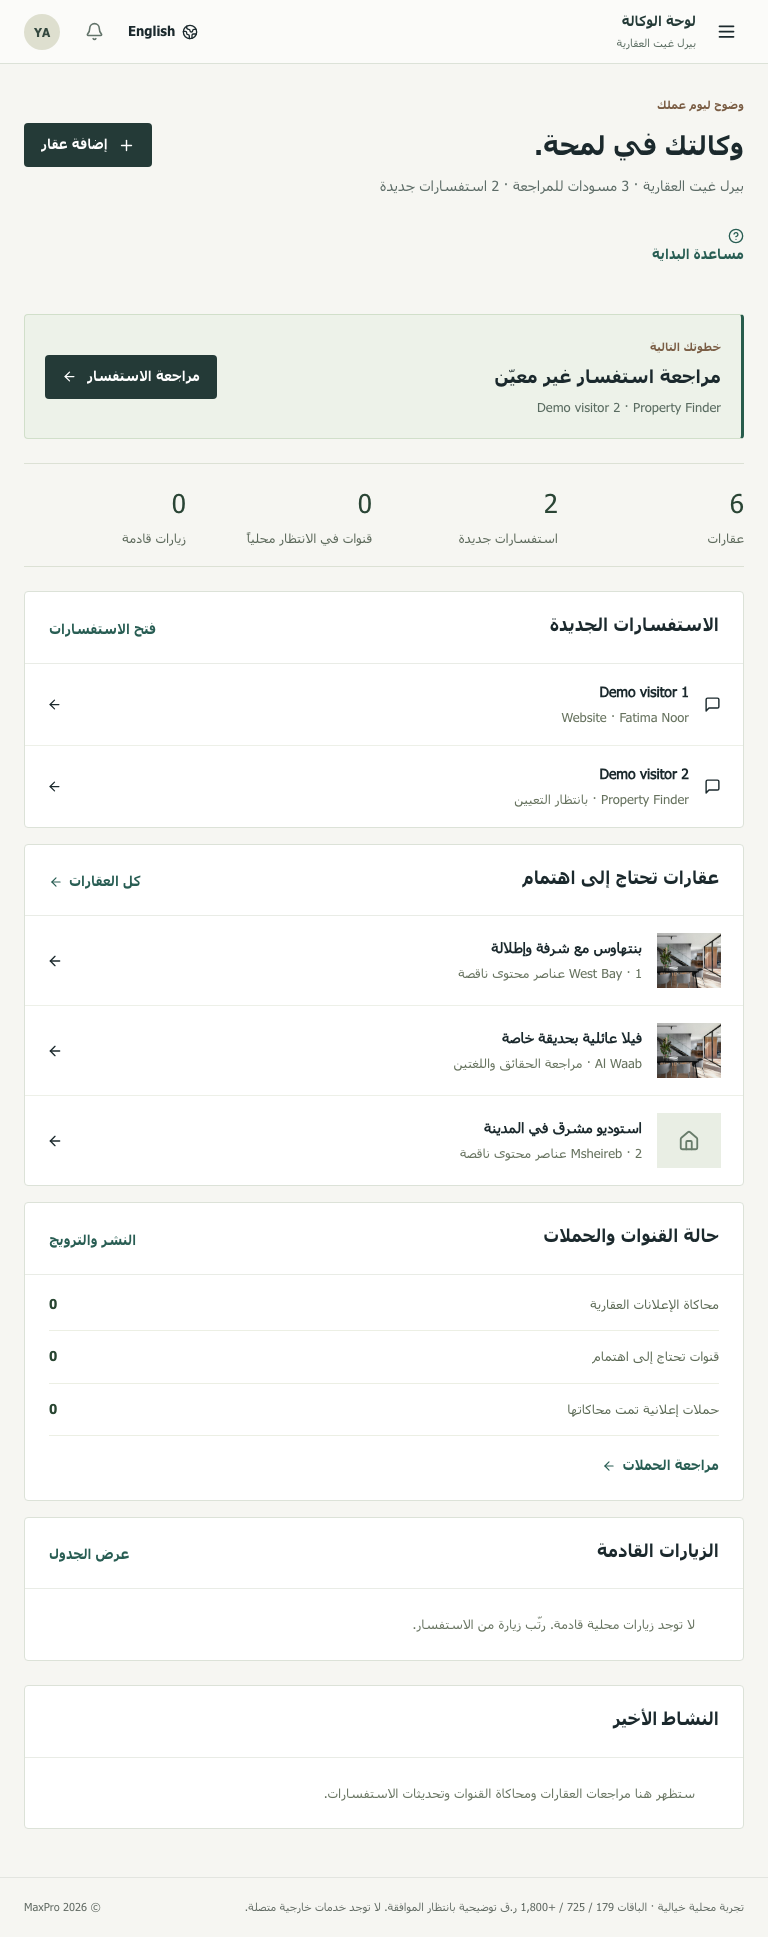 لوحة الوكالة
بيرل غيت العقارية
English
YA
وضوح ليوم عملك
وكالتك في لمحة.
بيرل غيت العقارية · 3 مسودات للمراجعة · 2 استفسارات جديدة
إضافة عقار
مساعدة البداية
خطوتك التالية
مراجعة استفسار غير معيّن
Demo visitor 2 · Property Finder
مراجعة الاستفسار
6
عقارات
2
استفسارات جديدة
0
قنوات في الانتظار محلياً
0
زيارات قادمة
الاستفسارات الجديدة
فتح الاستفسارات
Demo visitor 1
Website · Fatima Noor
Demo visitor 2
Property Finder · بانتظار التعيين
عقارات تحتاج إلى اهتمام
كل العقارات
بنتهاوس مع شرفة وإطلالة
West Bay · 1 عناصر محتوى ناقصة
فيلا عائلية بحديقة خاصة
Al Waab · مراجعة الحقائق واللغتين
استوديو مشرق في المدينة
Msheireb · 2 عناصر محتوى ناقصة
حالة القنوات والحملات
النشر والترويج
محاكاة الإعلانات العقارية
0
قنوات تحتاج إلى اهتمام
0
حملات إعلانية تمت محاكاتها
0
مراجعة الحملات
الزيارات القادمة
عرض الجدول
لا توجد زيارات محلية قادمة. رتّب زيارة من الاستفسار.
النشاط الأخير
ستظهر هنا مراجعات العقارات ومحاكاة القنوات وتحديثات الاستفسارات.
تجربة محلية خيالية · الباقات 179 / 725 / +1,800 ر.ق توضيحية بانتظار الموافقة. لا توجد خدمات خارجية متصلة.
© 2026 MaxPro